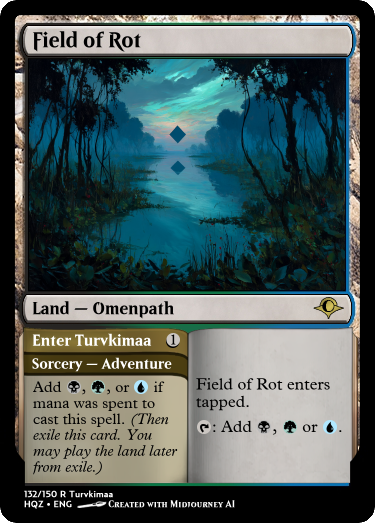 Field of Rot
Land — Omenpath
Enter Turvkimaa 1
Sorcery — Adventure
Add , , or if
mana was spent to
cast this spell. (Then
exile this card. You
may play the land later
from exile.)
Field of Rot enters
tapped.
: Add , or .
132/150 R Turvkimaa
HQZ • ENG Created with Midjourney AI